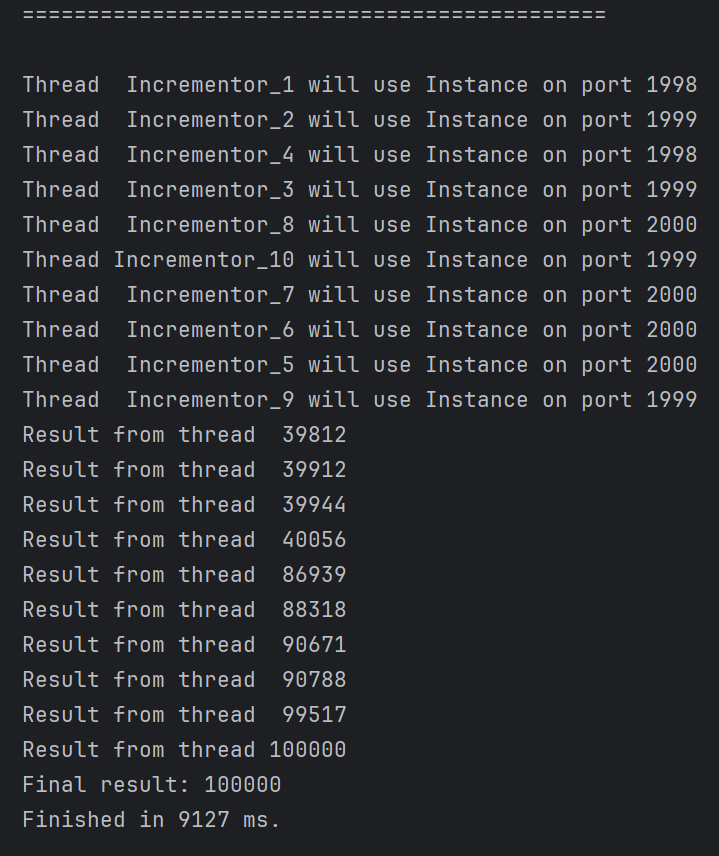 =============================================
Thread  Incrementor_1 will use Instance on port 1998
Thread  Incrementor_2 will use Instance on port 1999
Thread  Incrementor_4 will use Instance on port 1998
Thread  Incrementor_3 will use Instance on port 1999
Thread  Incrementor_8 will use Instance on port 2000
Thread Incrementor_10 will use Instance on port 1999
Thread  Incrementor_7 will use Instance on port 2000
Thread  Incrementor_6 will use Instance on port 2000
Thread  Incrementor_5 will use Instance on port 2000
Thread  Incrementor_9 will use Instance on port 1999
Result from thread  39812
Result from thread  39912
Result from thread  39944
Result from thread  40056
Result from thread  86939
Result from thread  88318
Result from thread  90671
Result from thread  90788
Result from thread  99517
Result from thread 100000
Final result: 100000
Finished in 9127 ms.